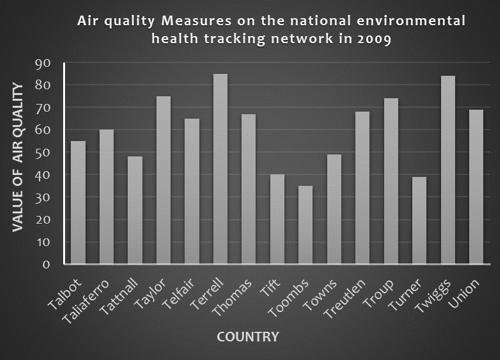 Air quality Measures on the national environmental
health tracking network in 2009
VALUE OF AIR QUALITY
90
80
70
60
50
40
30
20
10
0
Talbot
Taliaferro
Tattnall
Taylor
Telfair
Terrell
Thomas
Tift
Toombs
Towns
Treutlen
Troup
Turner
Twiggs
Union
COUNTRY